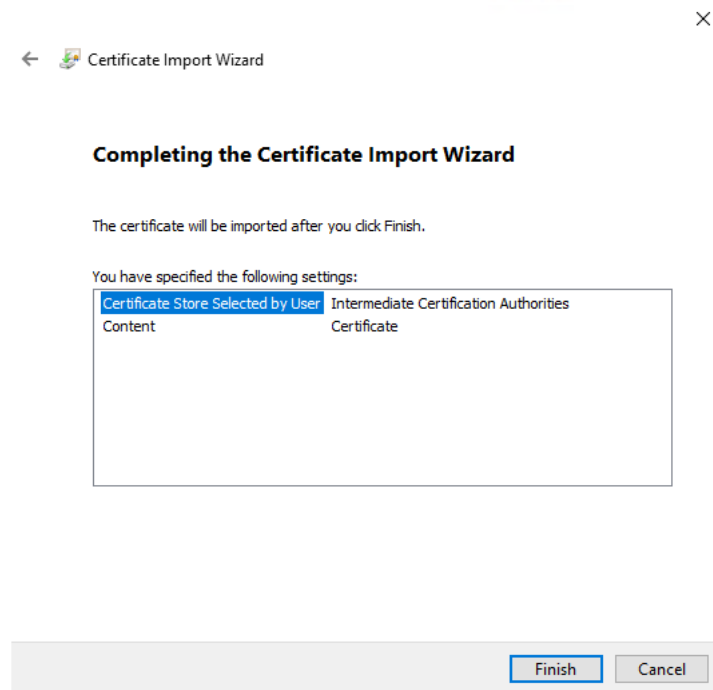 Certificate Import Wizard
Completing the Certificate Import Wizard
The certificate will be imported after you click Finish.
You have specified the following settings:
Certificate Store Selected by User Intermediate Certification Authorities
Content Certificate
Finish Cancel